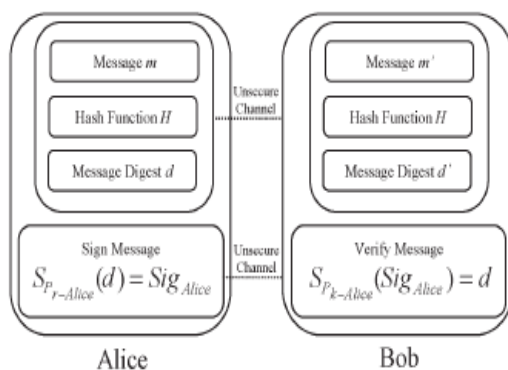 Message m
Hash Function H
Message Digest d
Sign Message
S_{P_{r-Alice}}(d) = Sig_{Alice}
Alice
Unsecure
Channel
Unsecure
Channel
Message m'
Hash Function H
Message Digest d'
Verify Message
S_{P_{k-Alice}}(Sig_{Alice}) = d
Bob